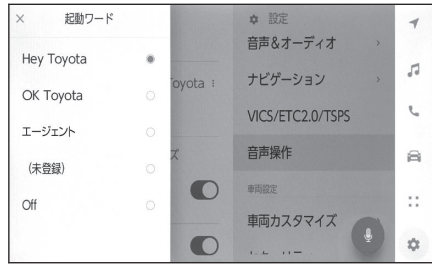 起動ワード
Hey Toyota
OK Toyota
エージェント
(未登録)
Off
oyota
ズ
設定
音声&オーディオ
ナビゲーション
VICS/ETC2.0/TSPS
音声操作
車両設定
車両カスタマイズ